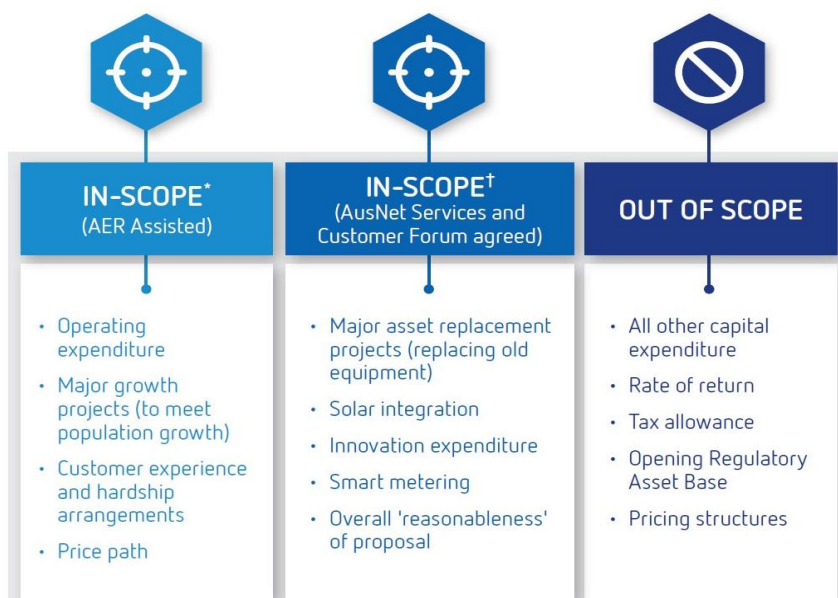 IN-SCOPE*
(AER Assisted)
• Operating
expenditure
• Major growth
projects (to meet
population growth)
• Customer experience
and hardship
arrangements
• Price path
IN-SCOPE†
(AusNet Services and
Customer Forum agreed)
• Major asset replacement
projects (replacing old
equipment)
• Solar integration
• Innovation expenditure
• Smart metering
• Overall 'reasonableness'
of proposal
OUT OF SCOPE
• All other capital
expenditure
• Rate of return
• Tax allowance
• Opening Regulatory
Asset Base
• Pricing structures